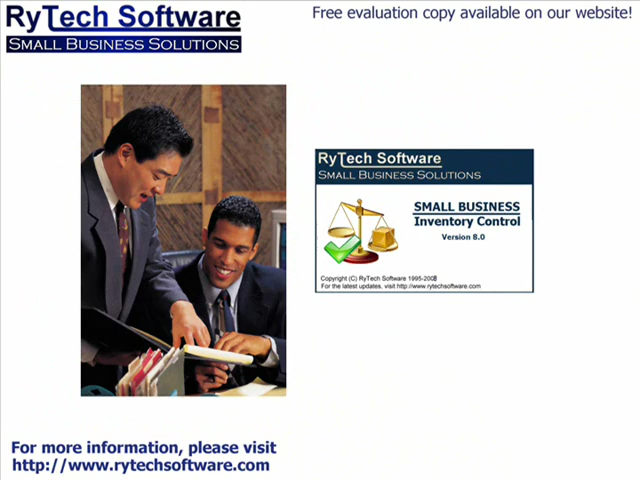 RyTech Software
SMALL BUSINESS SOLUTIONS
Free evaluation copy available on our website!
RyTech Software
SMALL BUSINESS SOLUTIONS
SMALL BUSINESS
Inventory Control
Version 8.0
Copyright (C) RyTech Software 1995-2008
For the latest updates, visit http://www.rytechsoftware.com
For more information, please visit
http://www.rytechsoftware.com